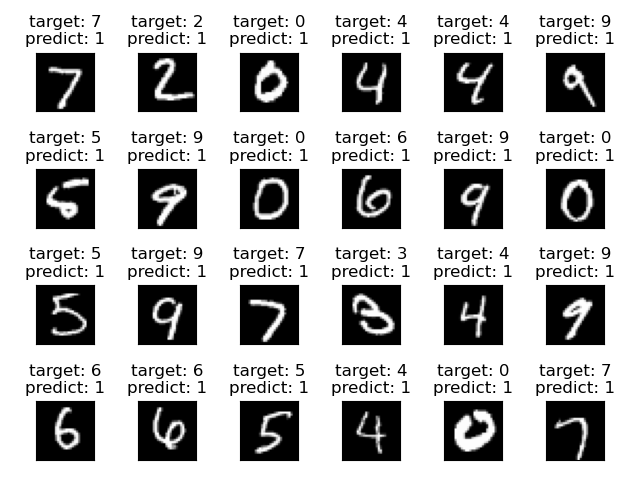 target: 7 target: 2 target: 0 target: 4 target: 4 target: 9
predict: 1 predict: 1 predict: 1 predict: 1 predict: 1 predict: 1
7 2 0 4 4 9
target: 5 target: 9 target: 0 target: 6 target: 9 target: 0
predict: 1 predict: 1 predict: 1 predict: 1 predict: 1 predict: 1
5 9 0 6 9 0
target: 5 target: 9 target: 7 target: 3 target: 4 target: 9
predict: 1 predict: 1 predict: 1 predict: 1 predict: 1 predict: 1
5 9 7 3 4 9
target: 6 target: 6 target: 5 target: 4 target: 0 target: 7
predict: 1 predict: 1 predict: 1 predict: 1 predict: 1 predict: 1
6 6 5 4 0 7